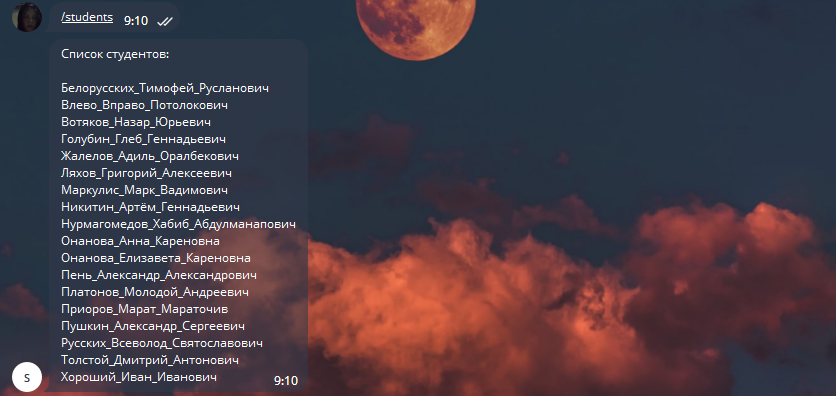 /students 9:10
Список студентов:
Белорусских_Тимофей_Русланович
Влево_Вправо_Потолокович
Вотяков_Назар_Юрьевич
Голубин_Глеб_Геннадьевич
Жалелов_Адиль_Оралбекович
Ляхов_Григорий_Алексеевич
Маркулис_Марк_Вадимович
Никитин_Артём_Геннадьевич
Нурмагомедов_Хабиб_Абдулманапович
Онанова_Анна_Кареновна
Онанова_Елизавета_Кареновна
Пень_Александр_Александрович
Платонов_Молодой_Андреевич
Приоров_Марат_Мараточив
Пушкин_Александр_Сергеевич
Русских_Всеволод_Святославович
Толстой_Дмитрий_Антонович
Хороший_Иван_Иванович
S 9:10